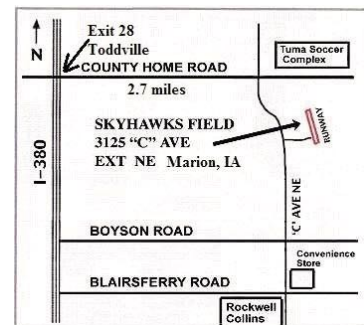 N
Exit 28
Toddville
COUNTY HOME ROAD
Tuma Soccer
Complex
2.7 miles
SKYHAWKS FIELD
3125 "C" AVE
EXT NE Marion, IA
RUNWAY
I-380
'C' AVE NE
BOYSON ROAD
Convenience
Store
BLAIRSFERRY ROAD
Rockwell
Collins